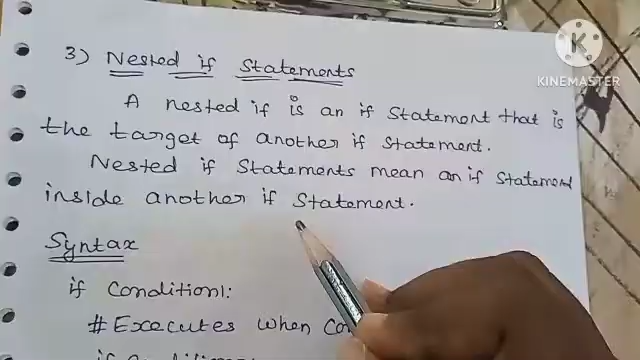 3) Nested if Statements
A nested if is an if Statement that is
the target of another if Statement.
Nested if Statements mean an if Statement
inside another if Statement.
Syntax
if Condition1:
#Executes when
K
KINEMASTER